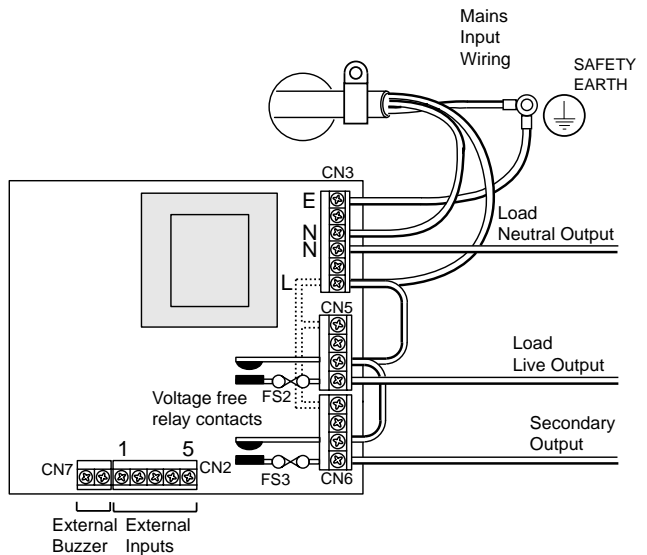 Mains
Input
Wiring
SAFETY
EARTH
CN3
E
N
N
Load
Neutral Output
L
CN5
Load
Live Output
FS2
Voltage free
relay contacts
Secondary
Output
1 5
CN7
CN2
FS3
CN6
External
Buzzer
External
Inputs